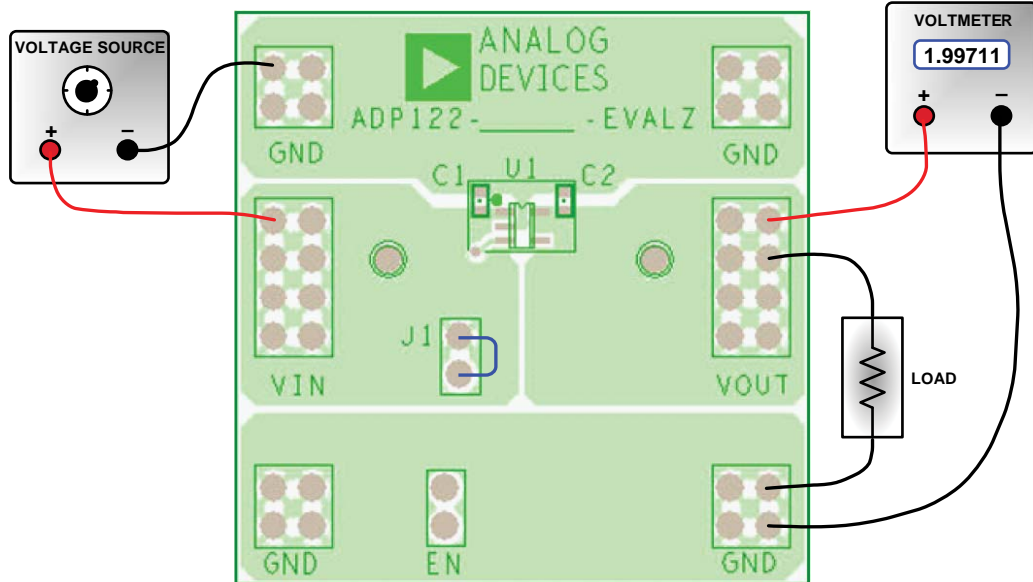 VOLTAGE SOURCE
+
−
ANALOG
DEVICES
ADP122-______-EVALZ
GND
GND
VOLTMETER
1.99711
+
−
C1
U1
C2
J1
VIN
VOUT
LOAD
GND
EN
GND